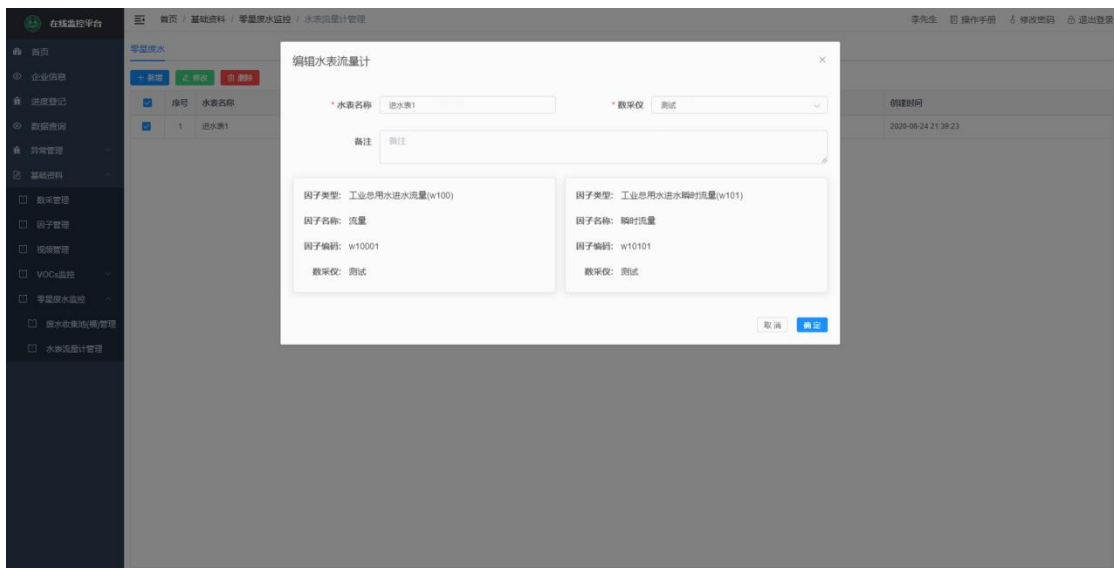 在线监控平台
首页 / 基础资料 / 零星废水监控 / 水表流量计管理
李先生 操作手册 修改密码 退出登录
首页
企业信息
进度登记
数据查询
异常管理
基础资料
数采管理
因子管理
视频管理
VOCs监控
零星废水监控
废水收集池(桶)管理
水表流量计管理
零星废水
+ 新增 修改 删除
序号 水表名称 创建时间
1 进水表1 2020-08-24 21:39:23
编辑水表流量计 ×
* 水表名称 进水表1 * 数采仪 测试
备注 备注
因子类型: 工业总用水进水流量(w100)
因子名称: 流量
因子编码: w10001
数采仪: 测试
因子类型: 工业总用水进水瞬时流量(w101)
因子名称: 瞬时流量
因子编码: w10101
数采仪: 测试
取消 确定